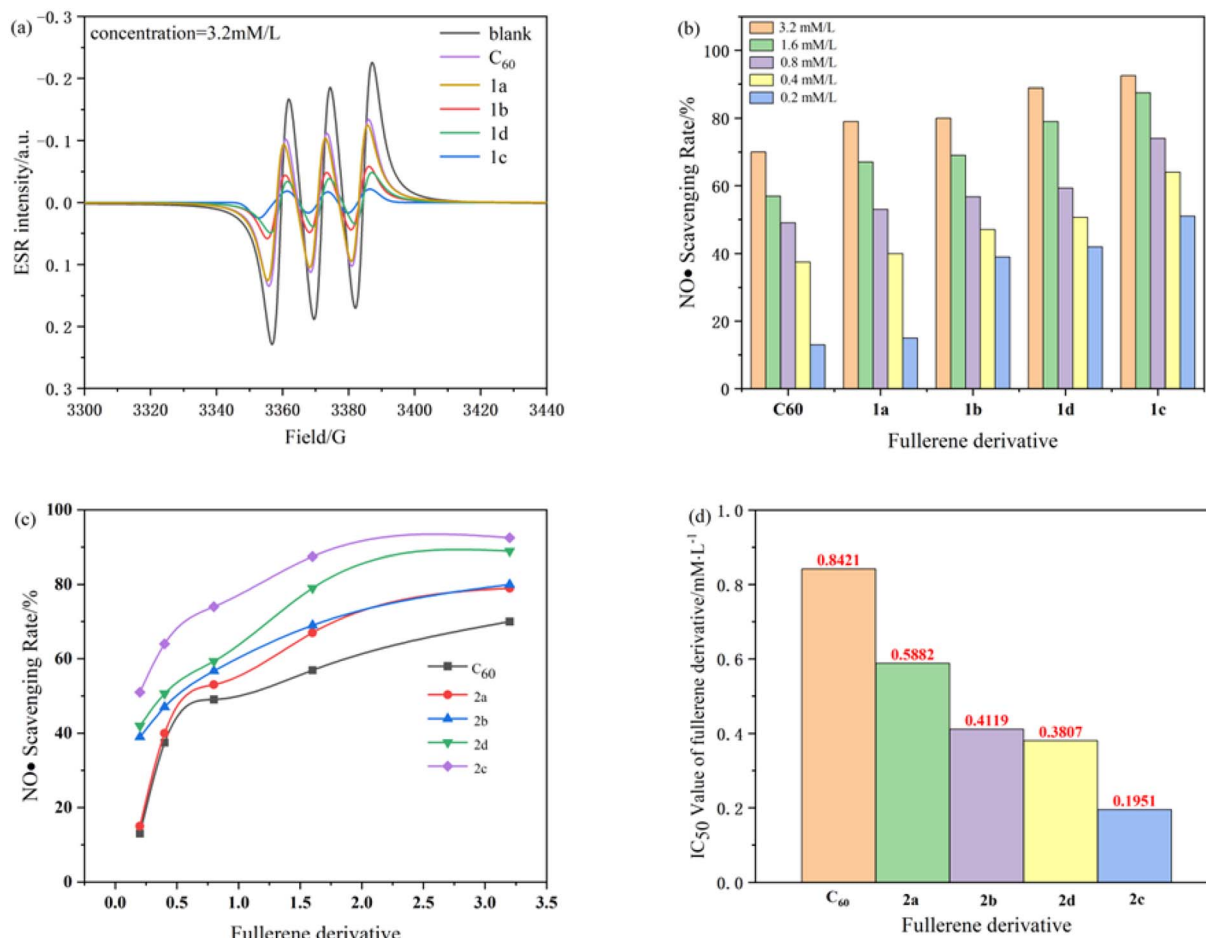 (a)
concentration=3.2mM/L
blank
C60
1a
1b
1d
1c
ESR intensity/a.u.
−0.3
−0.2
−0.1
0.0
0.1
0.2
0.3
3300 3320 3340 3360 3380 3400 3420 3440
Field/G
(b)
3.2 mM/L
1.6 mM/L
0.8 mM/L
0.4 mM/L
0.2 mM/L
NO● Scavenging Rate/%
100
80
60
40
20
0
C60 1a 1b 1d 1c
Fullerene derivative
(c)
NO● Scavenging Rate/%
100
80
60
40
20
0
C60
2a
2b
2d
2c
0.0 0.5 1.0 1.5 2.0 2.5 3.0 3.5
Fullerene derivative
(d)
IC50 Value of fullerene derivative/mM·L-1
1.0
0.8
0.6
0.4
0.2
0.0
0.8421
0.5882
0.4119
0.3807
0.1951
C60 2a 2b 2d 2c
Fullerene derivative